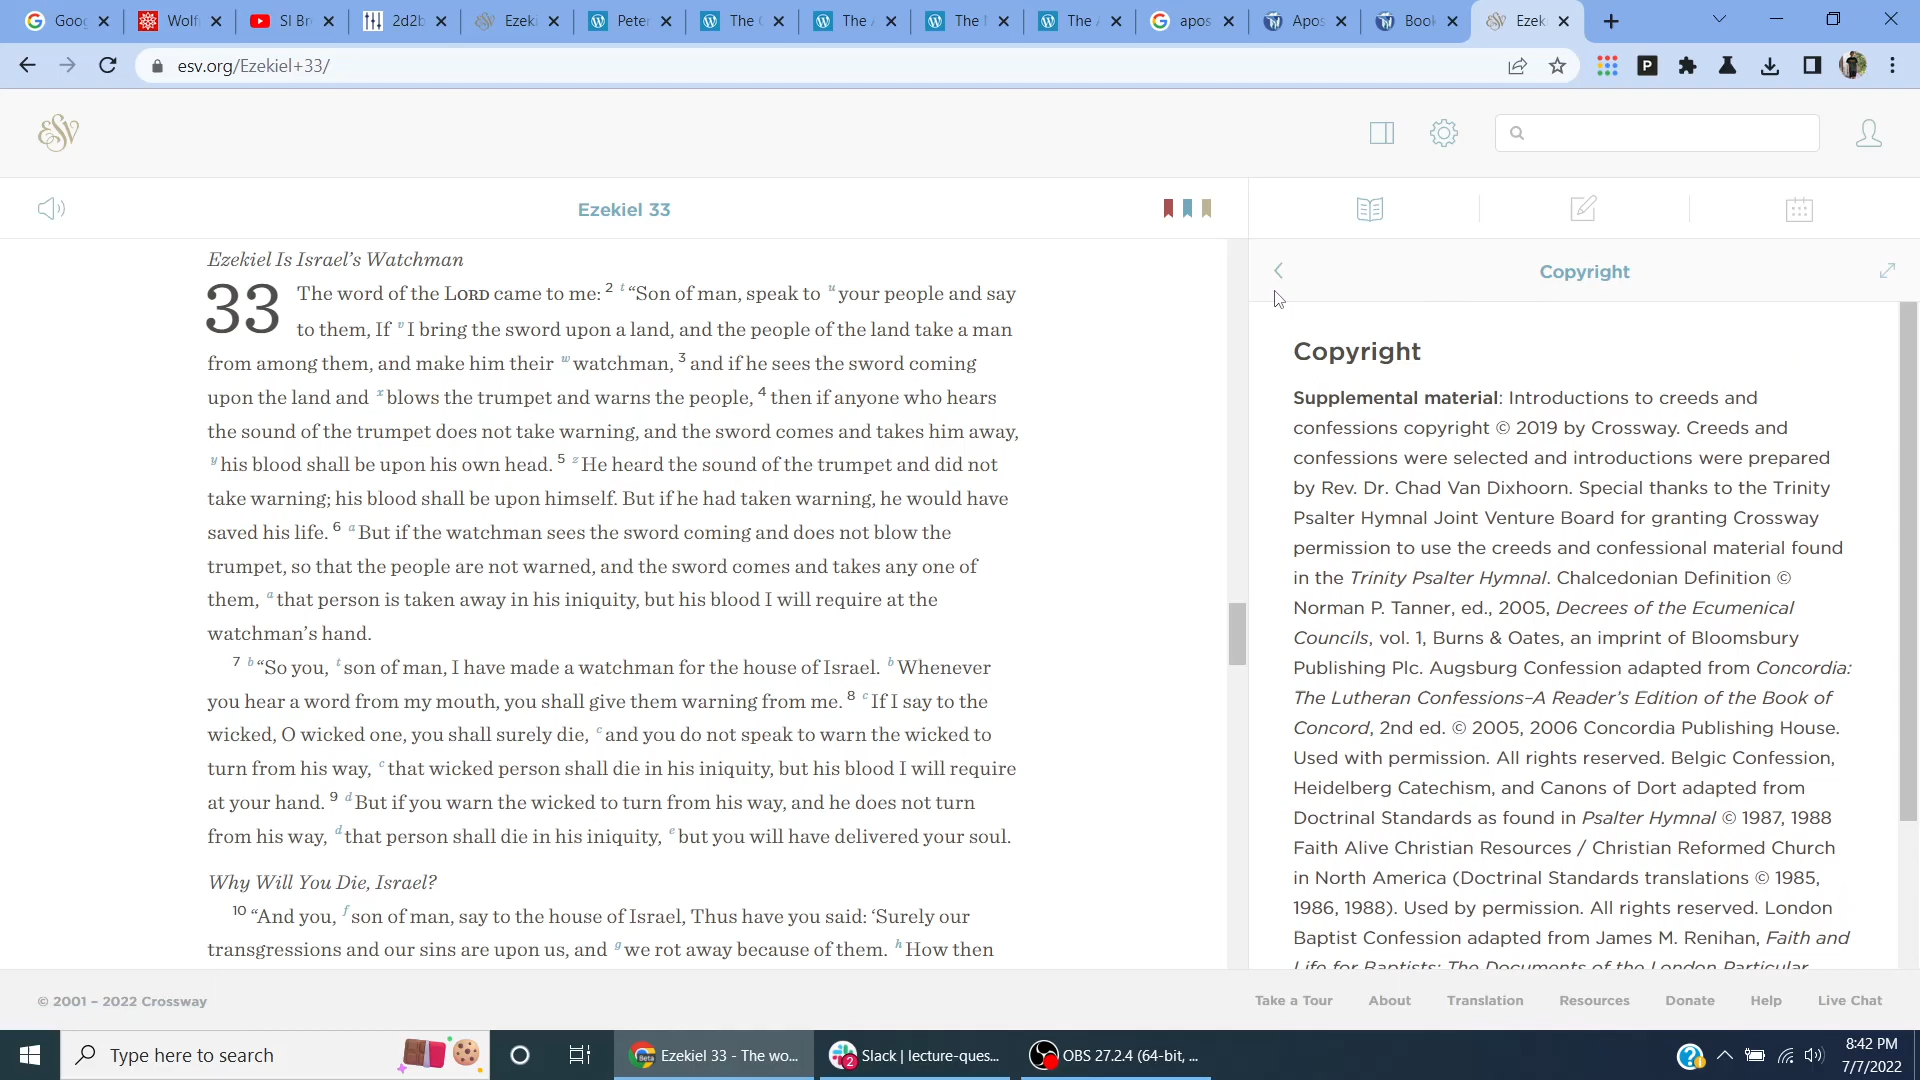 Goo
Wolf
SI Br
2d2b
Ezeki
Peter
The
The
The
The
apos
Apos
Book
Ezek
esv.org/Ezekiel+33/
P
ESV
Ezekiel 33
Copyright
Ezekiel Is Israel's Watchman
33 The word of the LORD came to me: 2 t “Son of man, speak to u your people and say
to them, If v I bring the sword upon a land, and the people of the land take a man
from among them, and make him their w watchman, 3 and if he sees the sword coming
upon the land and x blows the trumpet and warns the people, 4 then if anyone who hears
the sound of the trumpet does not take warning, and the sword comes and takes him away,
y his blood shall be upon his own head. 5 z He heard the sound of the trumpet and did not
take warning; his blood shall be upon himself. But if he had taken warning, he would have
saved his life. 6 a But if the watchman sees the sword coming and does not blow the
trumpet, so that the people are not warned, and the sword comes and takes any one of
them, a that person is taken away in his iniquity, but his blood I will require at the
watchman’s hand.
7 b “So you, t son of man, I have made a watchman for the house of Israel. b Whenever
you hear a word from my mouth, you shall give them warning from me. 8 c If I say to the
wicked, O wicked one, you shall surely die, c and you do not speak to warn the wicked to
turn from his way, c that wicked person shall die in his iniquity, but his blood I will require
at your hand. 9 d But if you warn the wicked to turn from his way, and he does not turn
from his way, d that person shall die in his iniquity, e but you will have delivered your soul.
Why Will You Die, Israel?
10 “And you, f son of man, say to the house of Israel, Thus have you said: ‘Surely our
transgressions and our sins are upon us, and g we rot away because of them. h How then
Copyright
Supplemental material: Introductions to creeds and
confessions copyright © 2019 by Crossway. Creeds and
confessions were selected and introductions were prepared
by Rev. Dr. Chad Van Dixhoorn. Special thanks to the Trinity
Psalter Hymnal Joint Venture Board for granting Crossway
permission to use the creeds and confessional material found
in the Trinity Psalter Hymnal. Chalcedonian Definition ©
Norman P. Tanner, ed., 2005, Decrees of the Ecumenical
Councils, vol. 1, Burns & Oates, an imprint of Bloomsbury
Publishing Plc. Augsburg Confession adapted from Concordia:
The Lutheran Confessions–A Reader’s Edition of the Book of
Concord, 2nd ed. © 2005, 2006 Concordia Publishing House.
Used with permission. All rights reserved. Belgic Confession,
Heidelberg Catechism, and Canons of Dort adapted from
Doctrinal Standards as found in Psalter Hymnal © 1987, 1988
Faith Alive Christian Resources / Christian Reformed Church
in North America (Doctrinal Standards translations © 1985,
1986, 1988). Used by permission. All rights reserved. London
Baptist Confession adapted from James M. Renihan, Faith and
Life for Baptists: The Documents of the London Particular
© 2001 – 2022 Crossway
Take a Tour
About
Translation
Resources
Donate
Help
Live Chat
Type here to search
Ezekiel 33 - The wo...
Slack | lecture-ques...
OBS 27.2.4 (64-bit, ...
8:42 PM
7/7/2022